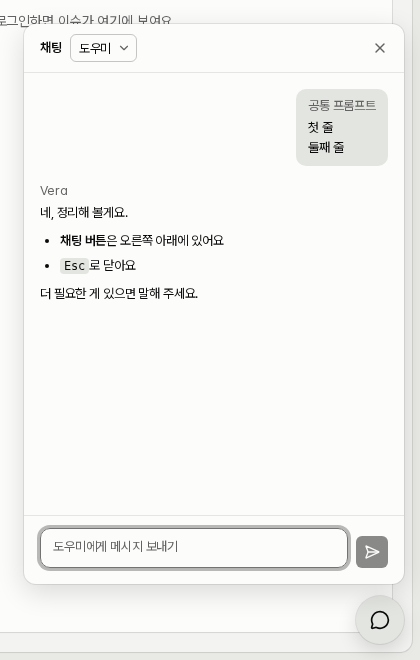 로그인하면 이슈가 여기에 보여요
채팅 도우미
공통 프롬프트
첫 줄
둘째 줄
Vera
네, 정리해 볼게요.
• 채팅 버튼은 오른쪽 아래에 있어요
• Esc로 닫아요
더 필요한 게 있으면 말해 주세요.
도우미에게 메시지 보내기